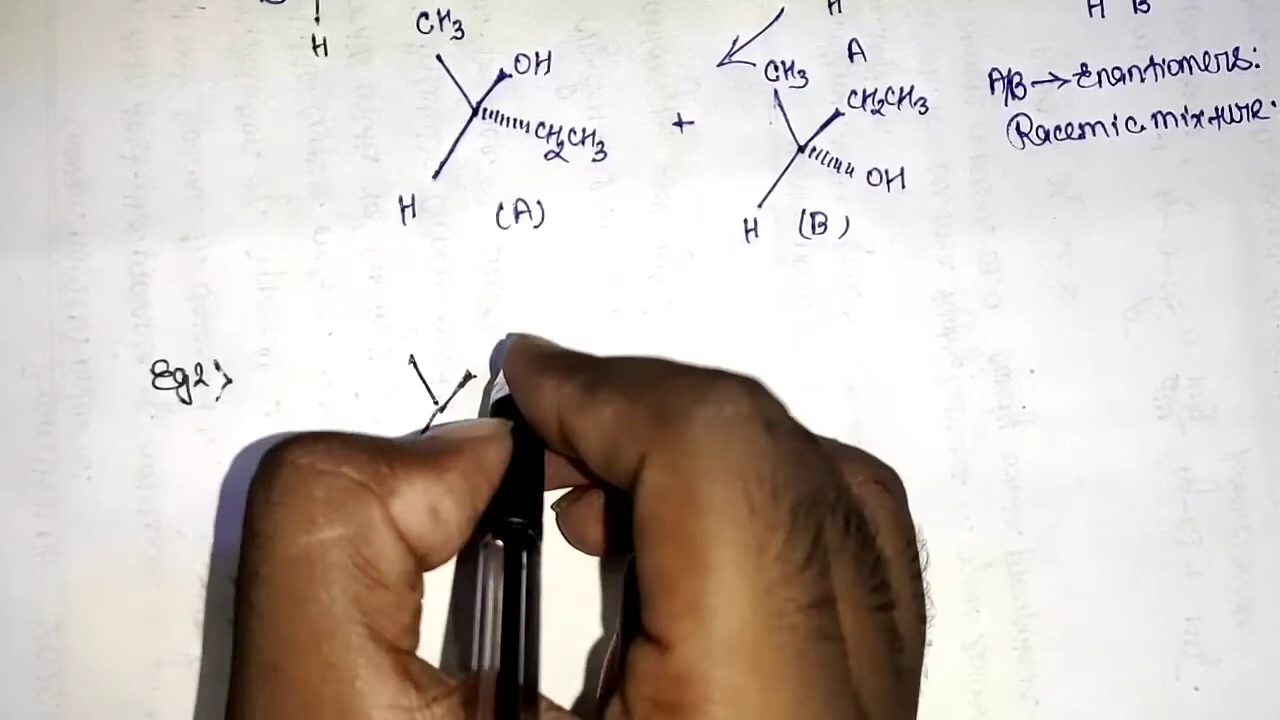 H
CH3
OH
CH2CH3
H
(A)
+
H
A
CH3
CH2CH3
OH
H
(B)
H B
A/B → Enantiomers:
Racemic mixture.
Eg2>